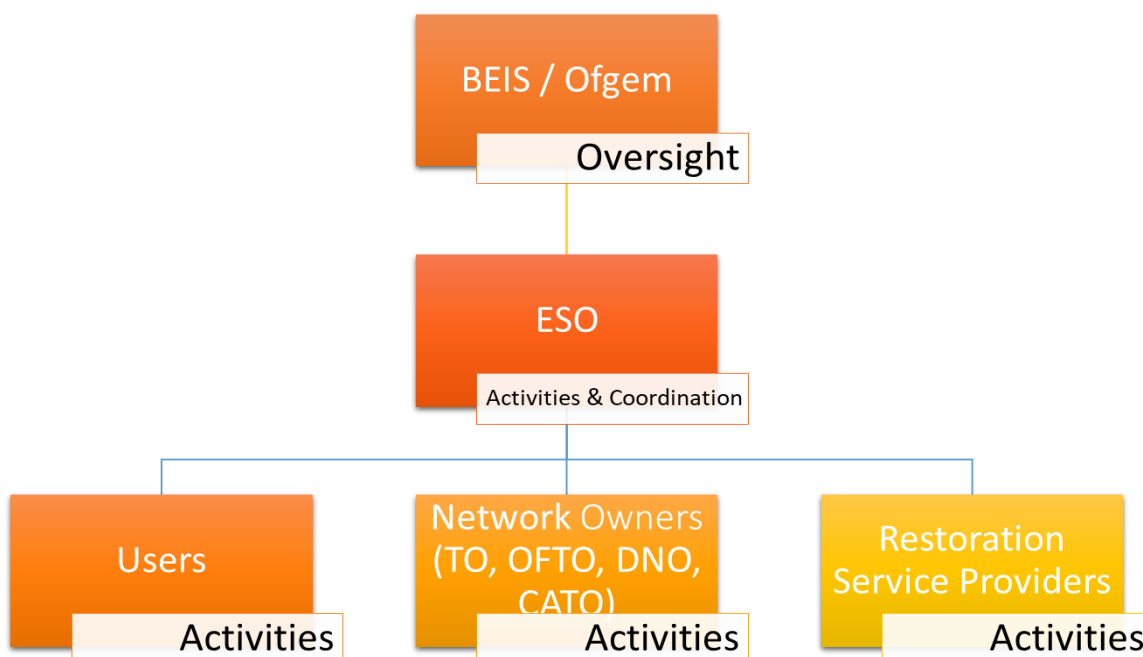 BEIS / Ofgem
Oversight
ESO
Activities & Coordination
Users
Activities
Network Owners
(TO, OFTO, DNO,
CATO)
Activities
Restoration
Service Providers
Activities